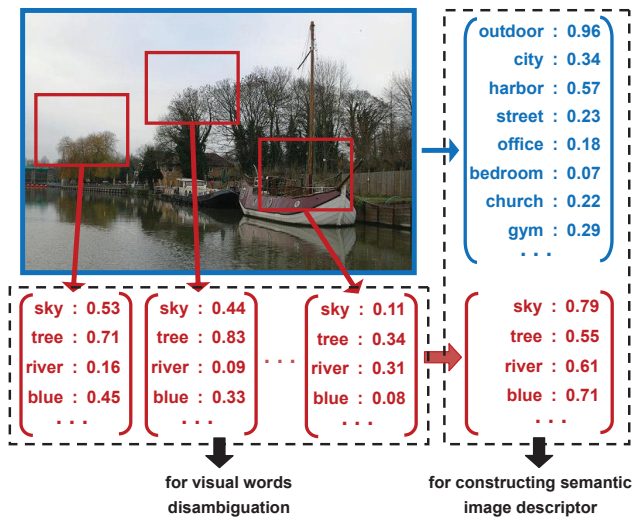 outdoor : 0.96
city : 0.34
harbor : 0.57
street : 0.23
office : 0.18
bedroom : 0.07
church : 0.22
gym : 0.29
. . .
sky : 0.53
tree : 0.71
river : 0.16
blue : 0.45
. . .
sky : 0.44
tree : 0.83
river : 0.09
blue : 0.33
. . .
. . .
sky : 0.11
tree : 0.34
river : 0.31
blue : 0.08
. . .
sky : 0.79
tree : 0.55
river : 0.61
blue : 0.71
. . .
for visual words
disambiguation
for constructing semantic
image descriptor